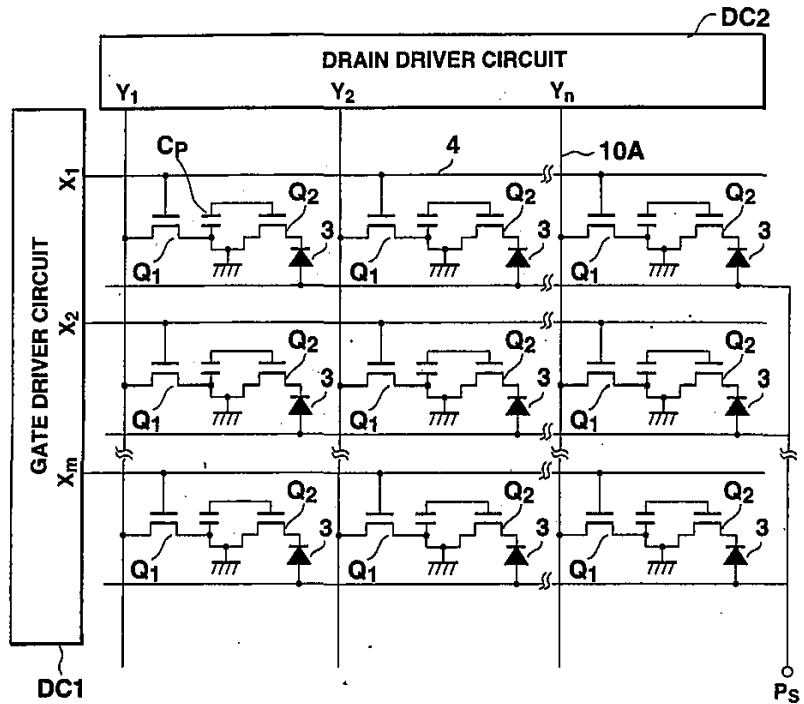 DC2
DRAIN DRIVER CIRCUIT
Y1 Y2 Yn
CP 4 10A
X1
Q2 3 Q2 3 Q2 3
Q1 Q1 Q1
X2
Q2 3 Q2 3 Q2 3
Q1 Q1 Q1
GATE DRIVER CIRCUIT
Xm
Q2 3 Q2 3 Q2 3
Q1 Q1 Q1
DC1
PS